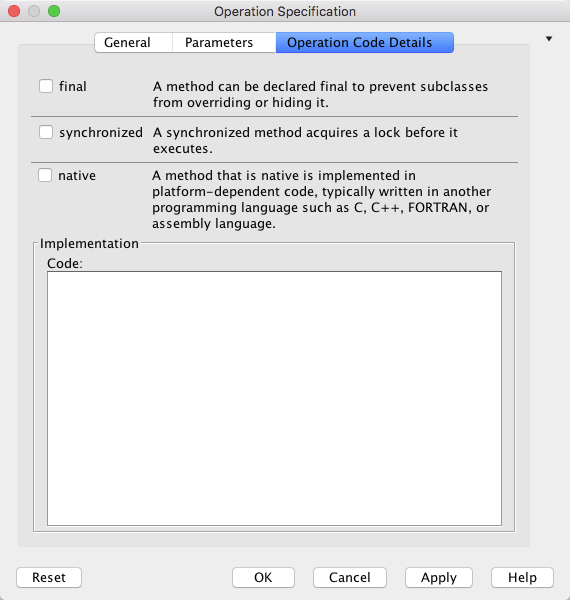 Operation Specification
General Parameters Operation Code Details
final A method can be declared final to prevent subclasses
from overriding or hiding it.
synchronized A synchronized method acquires a lock before it
executes.
native A method that is native is implemented in
platform-dependent code, typically written in another
programming language such as C, C++, FORTRAN, or
assembly language.
Implementation
Code:
Reset OK Cancel Apply Help